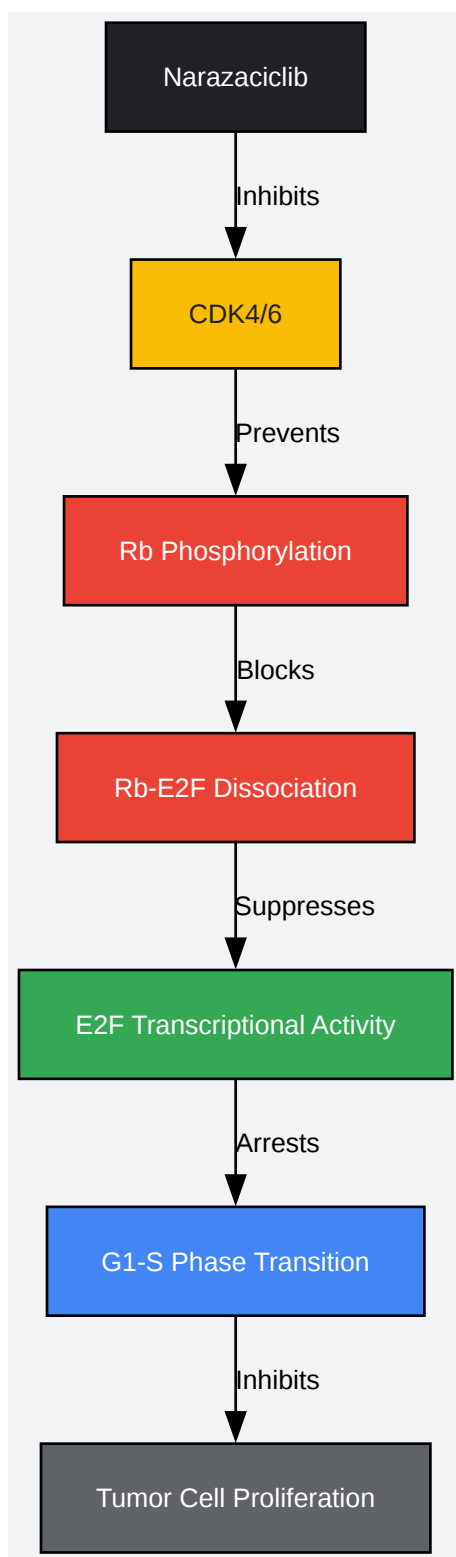 Narazaciclib
Inhibits
CDK4/6
Prevents
Rb Phosphorylation
Blocks
Rb-E2F Dissociation
Suppresses
E2F Transcriptional Activity
Arrests
G1-S Phase Transition
Inhibits
Tumor Cell Proliferation